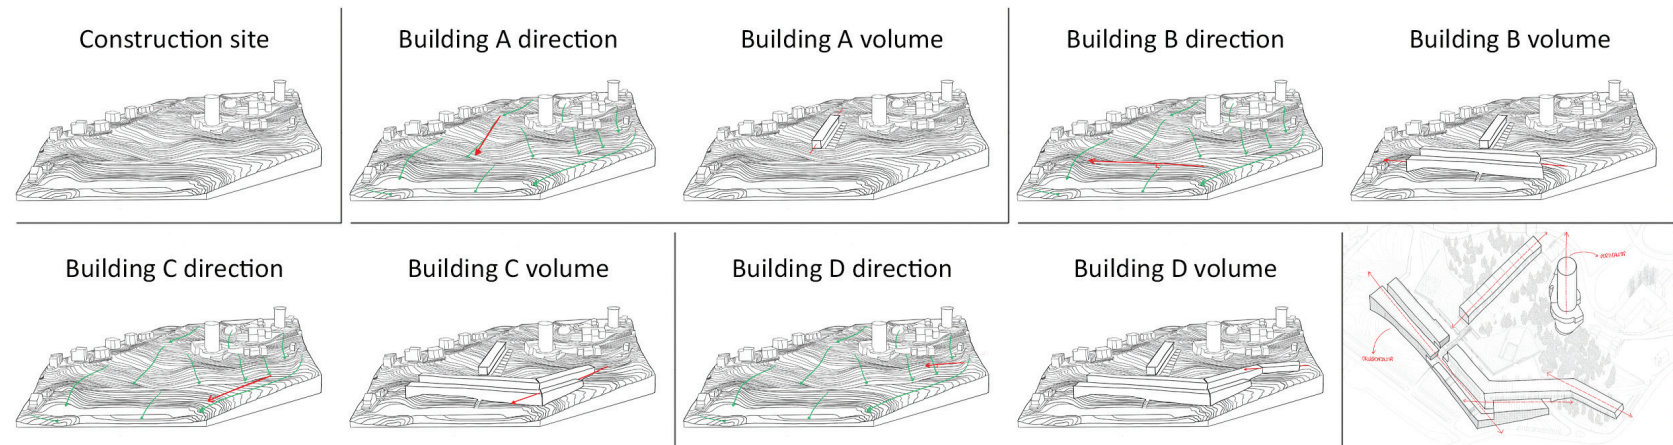 Construction site
Building A direction
Building A volume
Building B direction
Building B volume
Building C direction
Building C volume
Building D direction
Building D volume